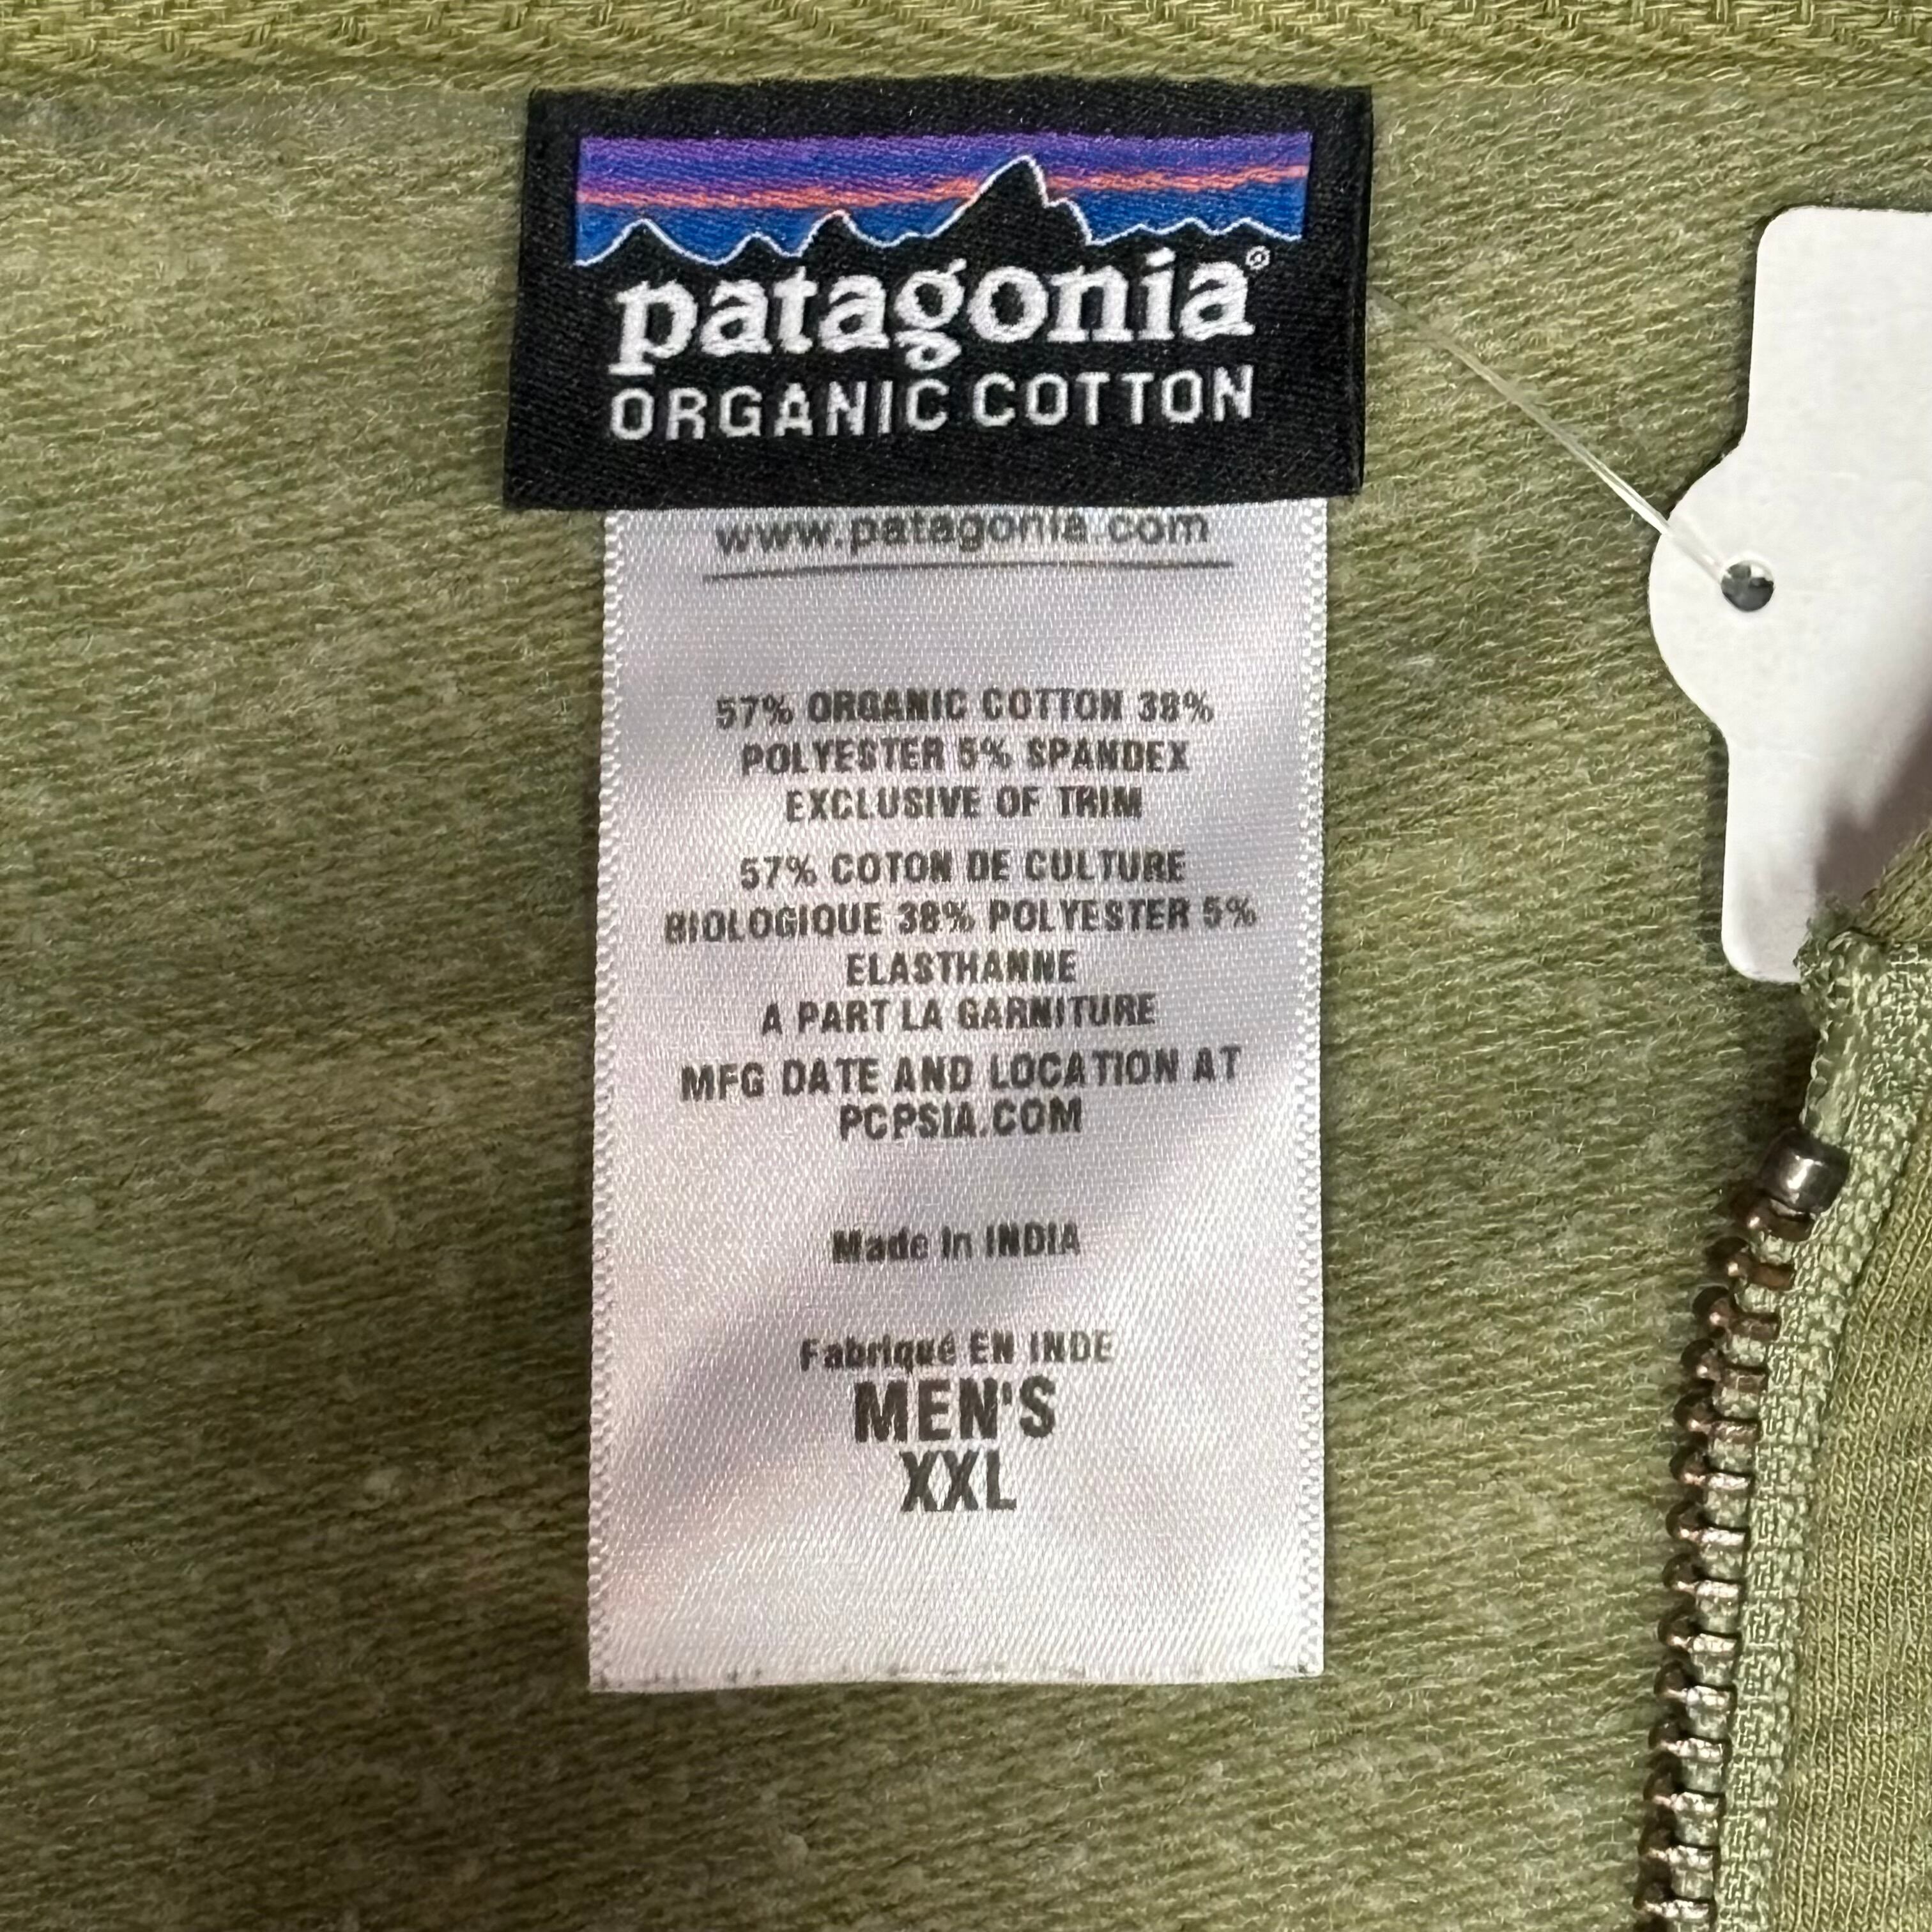 patagonia®
ORGANIC COTTON
www.patagonia.com
57% ORGANIC COTTON 38%
POLYESTER 5% SPANDEX
EXCLUSIVE OF TRIM
57% COTON DE CULTURE
BIOLOGIQUE 38% POLYESTER 5%
ELASTHANNE
A PART LA GARNITURE
MFG DATE AND LOCATION AT
PCPSIA.COM
Made In INDIA
Fabriqué EN INDE
MEN'S
XXL